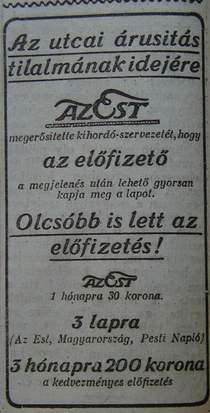 Az utcai árusitás
tilalmának idejére
AZ EST
megerősitette kihordó-szervezetét, hogy
az előfizető
a megjelenés után lehető gyorsan
kapja meg a lapot.
Olcsóbb is lett az
előfizetés!
AZ EST
1 hónapra 30 korona.
3 lapra
(Az Est, Magyarország, Pesti Napló)
3 hónapra 200 korona
a kedvezményes előfizetés